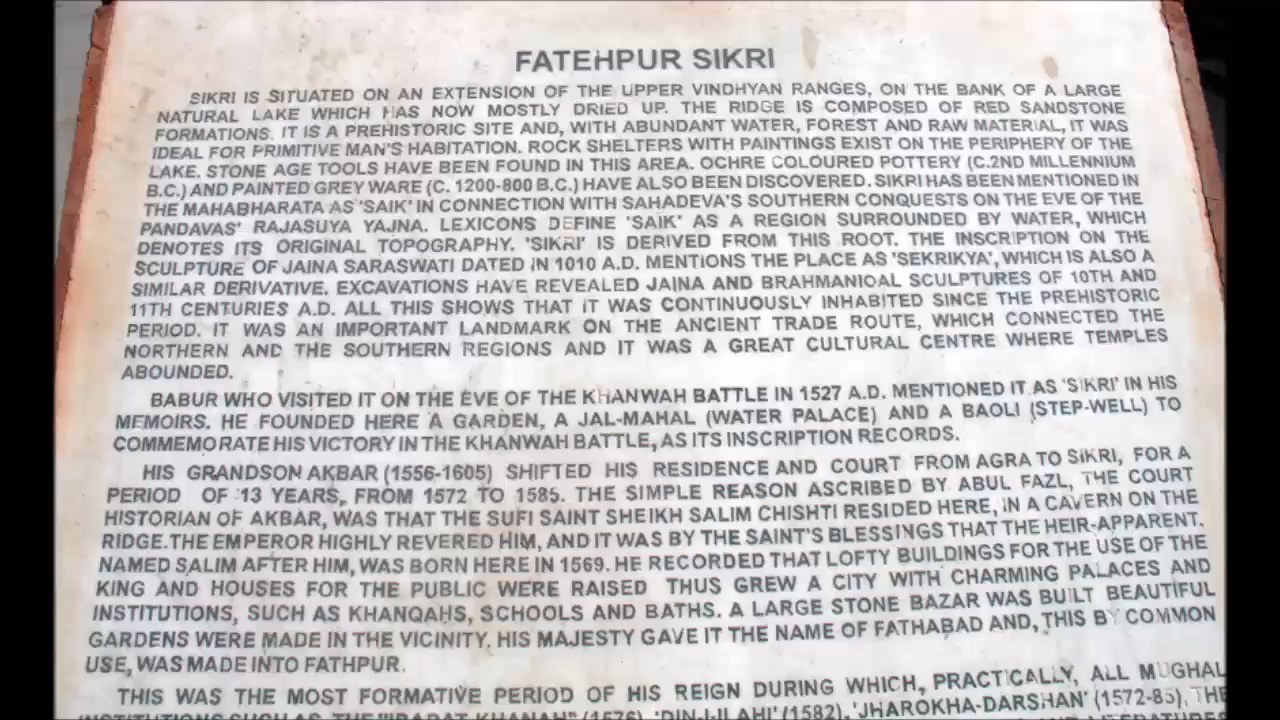 FATEHPUR SIKRI
SIKRI IS SITUATED ON AN EXTENSION OF THE UPPER VINDHYAN RANGES, ON THE BANK OF A LARGE
NATURAL LAKE WHICH HAS NOW MOSTLY DRIED UP. THE RIDGE IS COMPOSED OF RED SANDSTONE
FORMATIONS. IT IS A PREHISTORIC SITE AND, WITH ABUNDANT WATER, FOREST AND RAW MATERIAL, IT WAS
IDEAL FOR PRIMITIVE MAN'S HABITATION. ROCK SHELTERS WITH PAINTINGS EXIST ON THE PERIPHERY OF THE
LAKE. STONE AGE TOOLS HAVE BEEN FOUND IN THIS AREA. OCHRE COLOURED POTTERY (C.2ND MILLENNIUM
B.C.) AND PAINTED GREY WARE (C. 1200-800 B.C.) HAVE ALSO BEEN DISCOVERED. SIKRI HAS BEEN MENTIONED IN
THE MAHABHARATA AS 'SAIK' IN CONNECTION WITH SAHADEVA'S SOUTHERN CONQUESTS ON THE EVE OF THE
PANDAVAS' RAJASUYA YAJNA. LEXICONS DEFINE 'SAIK' AS A REGION SURROUNDED BY WATER, WHICH
DENOTES ITS ORIGINAL TOPOGRAPHY. 'SIKRI' IS DERIVED FROM THIS ROOT. THE INSCRIPTION ON THE
SCULPTURE OF JAINA SARASWATI DATED IN 1010 A.D. MENTIONS THE PLACE AS 'SEKRIKYA', WHICH IS ALSO A
SIMILAR DERIVATIVE. EXCAVATIONS HAVE REVEALED JAINA AND BRAHMANICAL SCULPTURES OF 10TH AND
11TH CENTURIES A.D. ALL THIS SHOWS THAT IT WAS CONTINUOUSLY INHABITED SINCE THE PREHISTORIC
PERIOD. IT WAS AN IMPORTANT LANDMARK ON THE ANCIENT TRADE ROUTE, WHICH CONNECTED THE
NORTHERN AND THE SOUTHERN REGIONS AND IT WAS A GREAT CULTURAL CENTRE WHERE TEMPLES
ABOUNDED.
BABUR WHO VISITED IT ON THE EVE OF THE KHANWAH BATTLE IN 1527 A.D. MENTIONED IT AS 'SIKRI' IN HIS
MEMOIRS. HE FOUNDED HERE A GARDEN, A JAL-MAHAL (WATER PALACE) AND A BAOLI (STEP-WELL) TO
COMMEMORATE HIS VICTORY IN THE KHANWAH BATTLE, AS ITS INSCRIPTION RECORDS.
HIS GRANDSON AKBAR (1556-1605) SHIFTED HIS RESIDENCE AND COURT FROM AGRA TO SIKRI, FOR A
PERIOD OF 13 YEARS, FROM 1572 TO 1585. THE SIMPLE REASON ASCRIBED BY ABUL FAZL, THE COURT
HISTORIAN OF AKBAR, WAS THAT THE SUFI SAINT SHEIKH SALIM CHISHTI RESIDED HERE, IN A CAVERN ON THE
RIDGE.THE EMPEROR HIGHLY REVERED HIM, AND IT WAS BY THE SAINT'S BLESSINGS THAT THE HEIR-APPARENT.
NAMED SALIM AFTER HIM, WAS BORN HERE IN 1569. HE RECORDED THAT LOFTY BUILDINGS FOR THE USE OF THE
KING AND HOUSES FOR THE PUBLIC WERE RAISED THUS GREW A CITY WITH CHARMING PALACES AND
INSTITUTIONS, SUCH AS KHANQAHS, SCHOOLS AND BATHS. A LARGE STONE BAZAR WAS BUILT BEAUTIFUL
GARDENS WERE MADE IN THE VICINITY. HIS MAJESTY GAVE IT THE NAME OF FATHABAD AND, THIS BY COMMON
USE, WAS MADE INTO FATHPUR.
THIS WAS THE MOST FORMATIVE PERIOD OF HIS REIGN DURING WHICH, PRACTICALLY, ALL MUGHAL
INSTITUTIONS SUCH AS THE "IBADAT KHANAH" (1576), 'DIN-I-ILAHI' (1582), 'JHAROKHA-DARSHAN' (1572-85), THE